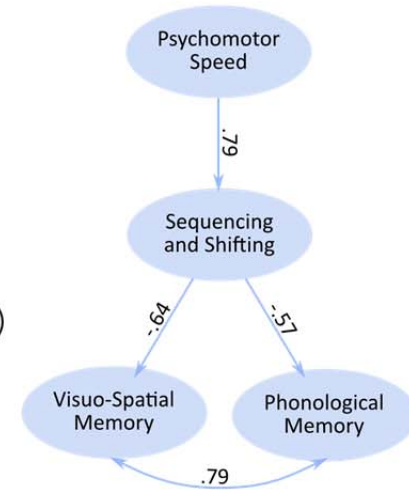 Psychomotor
Speed
.79
Sequencing
and Shifting
-.64
-.57
Visuo-Spatial
Memory
Phonological
Memory
.79